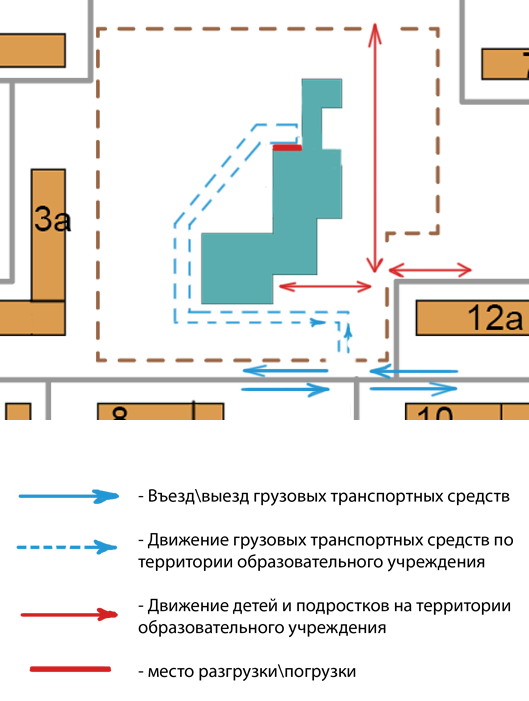 7
3а
12а
8
10
- Въезд\выезд грузовых транспортных средств
- Движение грузовых транспортных средств по
территории образовательного учреждения
- Движение детей и подростков на территории
образовательного учреждения
- место разгрузки\погрузки